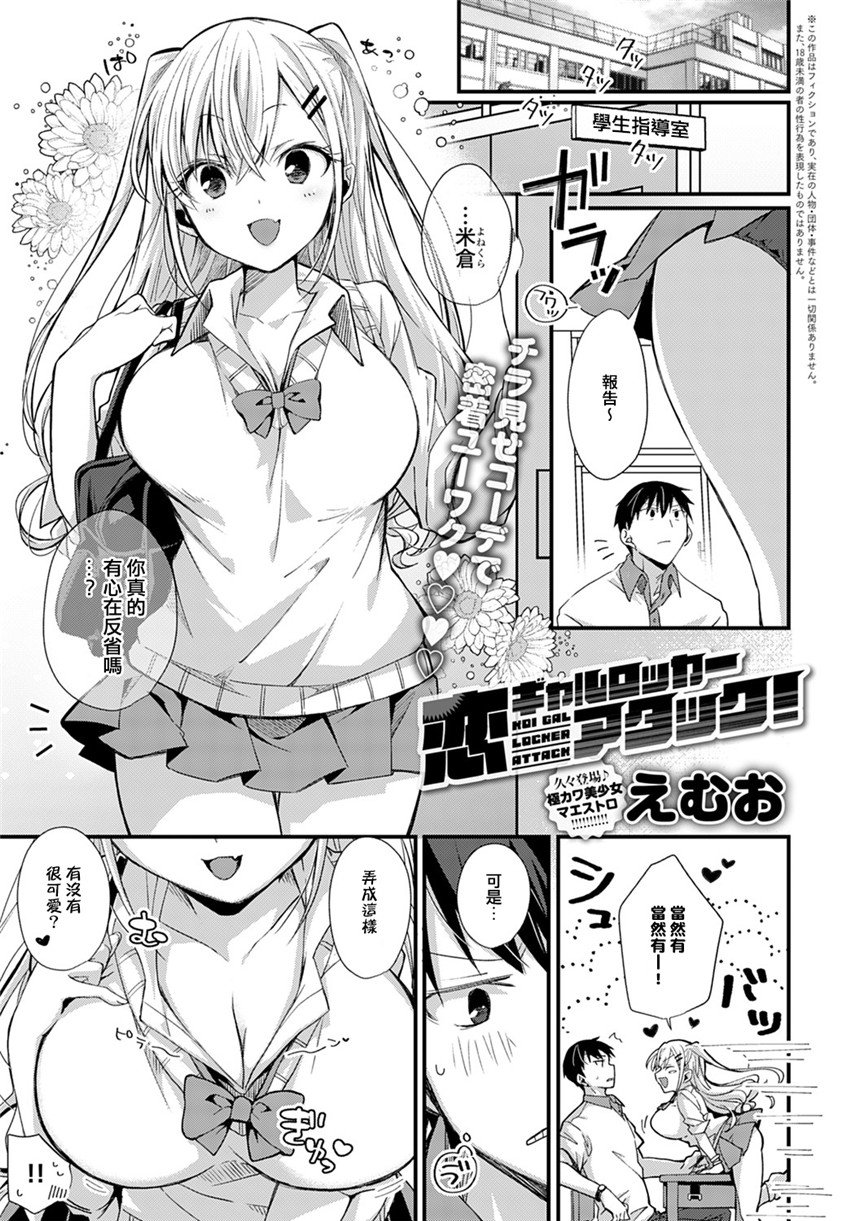 ※この作品はフィクションであり、実在の人物・団体・事件などとは一切関係ありません。
また、18歳未満の者の性行為を表現したものではありません。
タッ
タッ
タッ
學生指導室
ガラッ
フウッ
報告～
あっ
ぱ
…米倉
よねくら
チラ見せコーデで
密着ユーワク♥♥♥♥
你真的
有心在反省嗎
…？
恋ギャルロッカーアタック！
KOI GAL
LOCKER
ATTACK
久々登場♪
極カワ美少女
マエストロ
!!!!!!!!!!!
えむお
シュバッ
當然有
當然有ー！
可是…
弄成這樣
有沒有
很可愛？
♥
むに
ピラ
ぎゅっ♡
!!